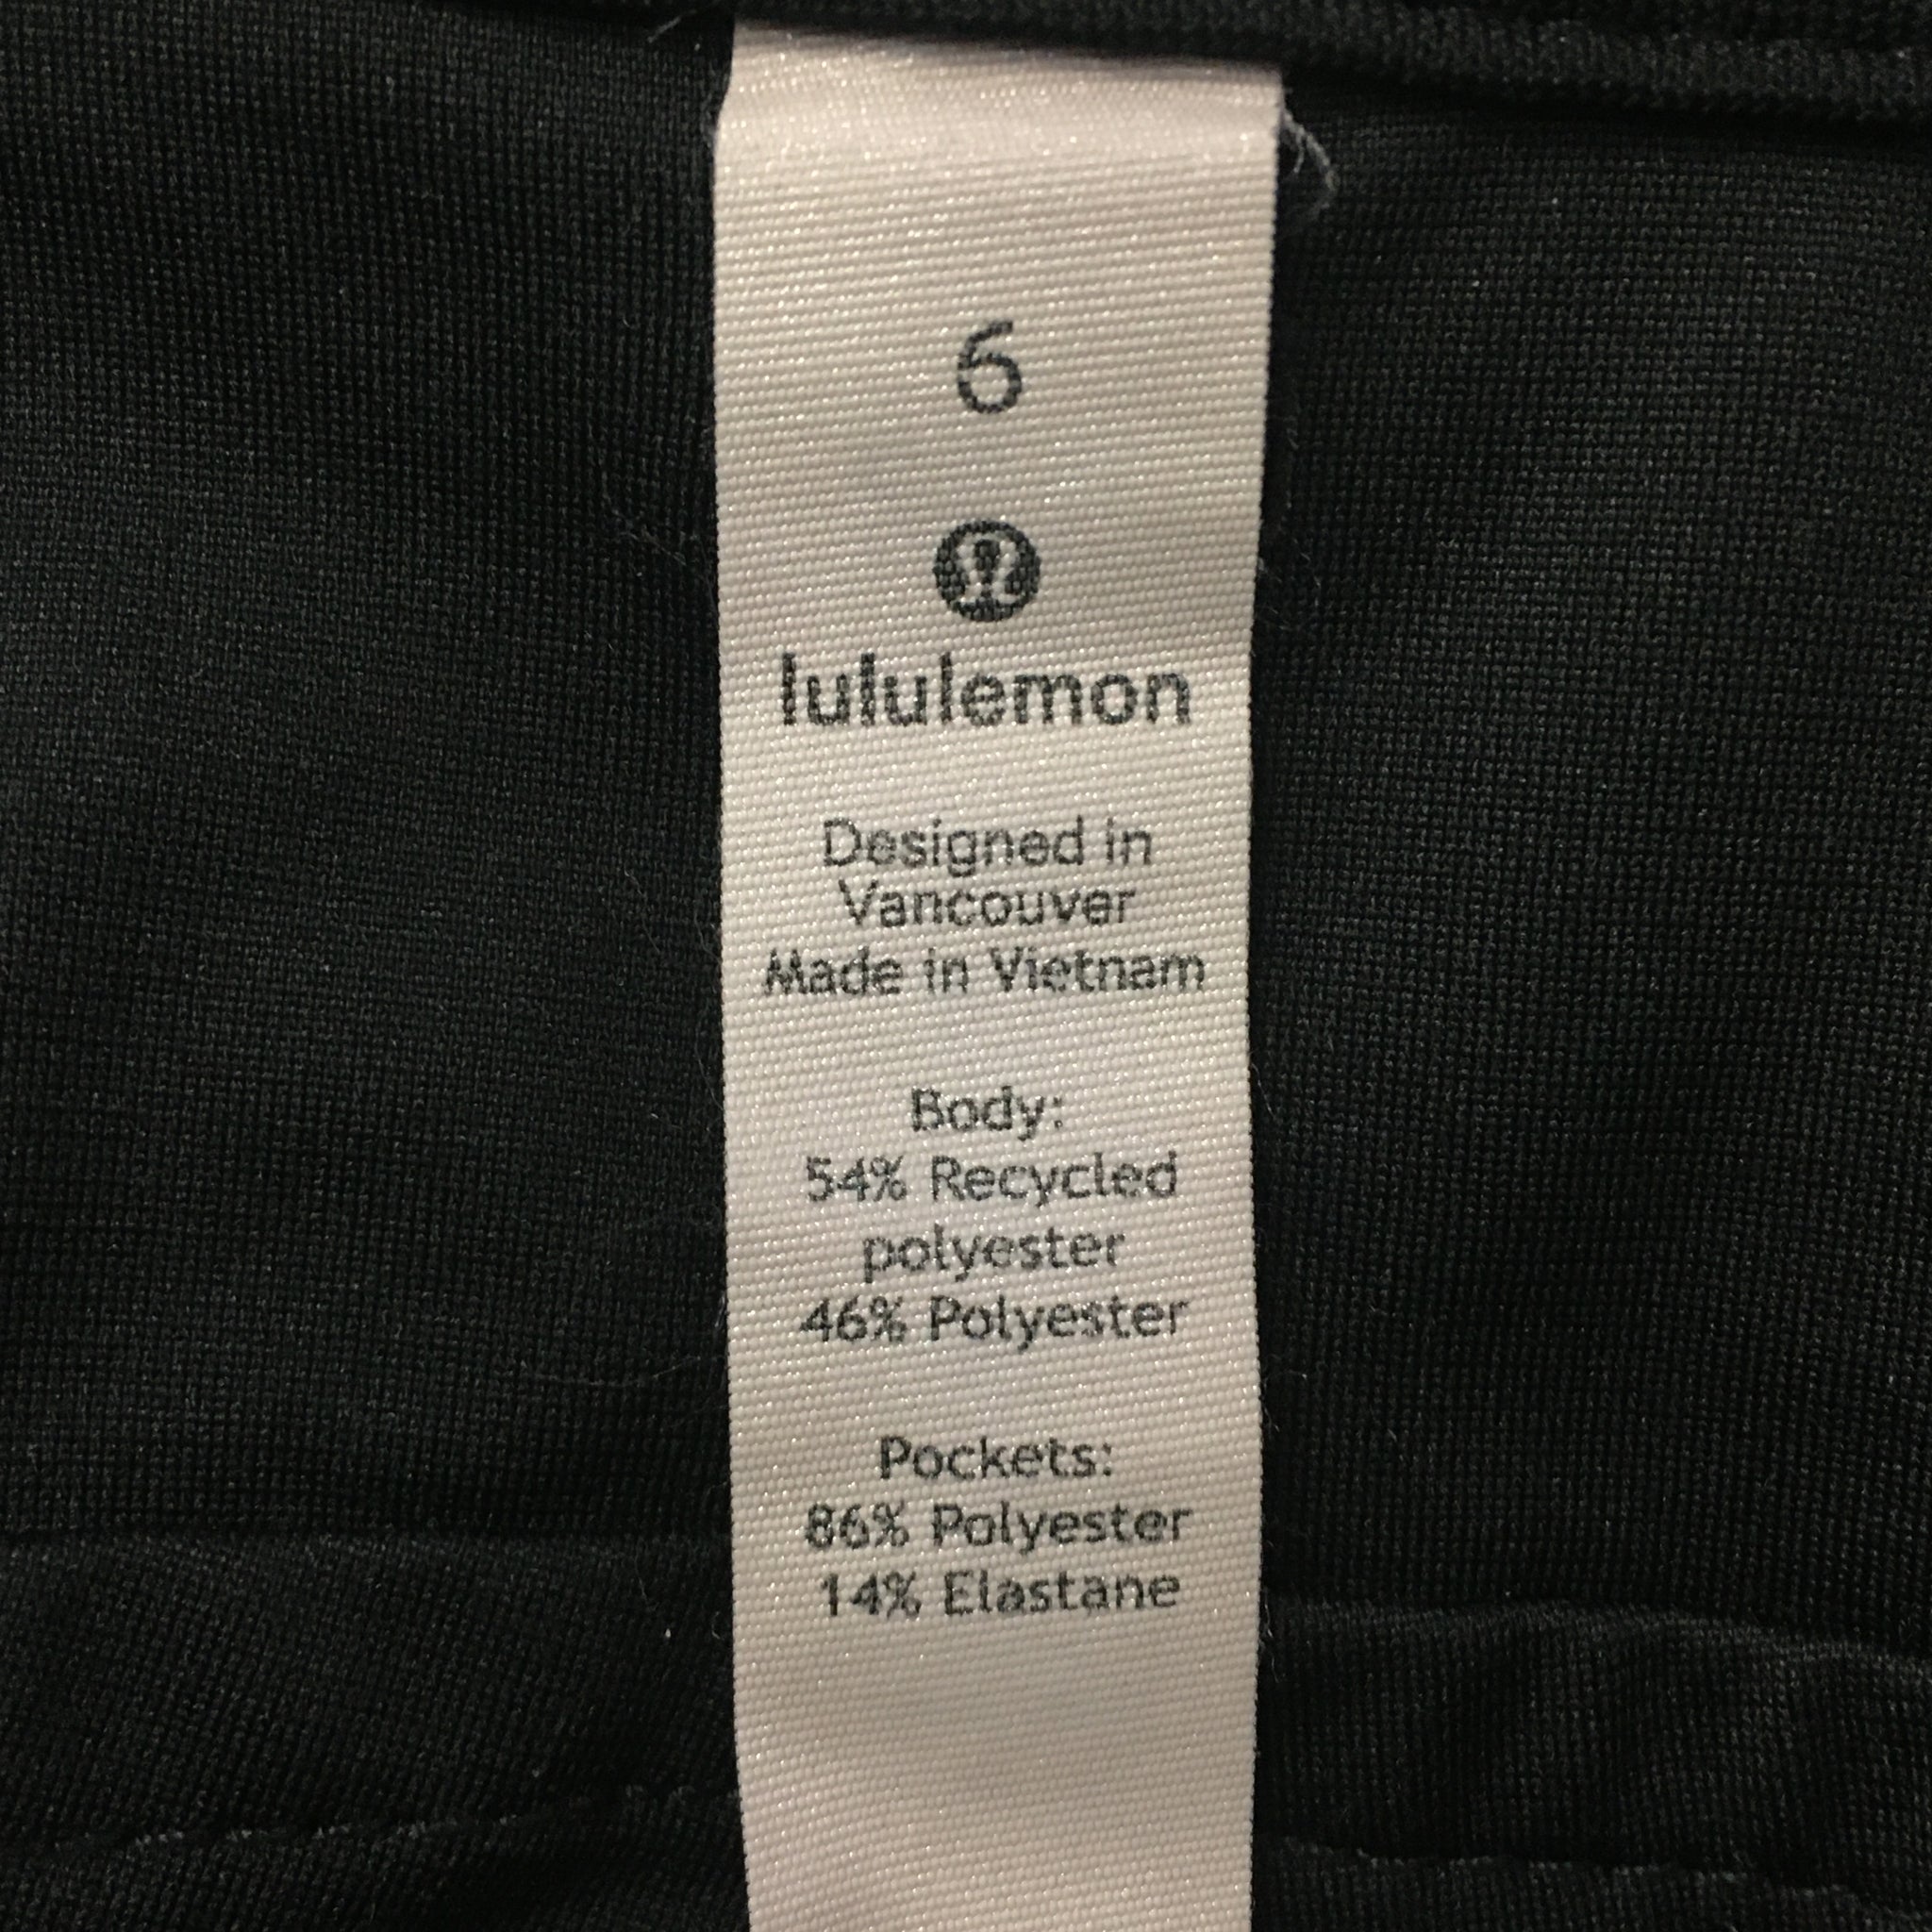 6
lululemon
Designed in
Vancouver
Made in Vietnam
Body:
54% Recycled
polyester
46% Polyester
Pockets:
86% Polyester
14% Elastane